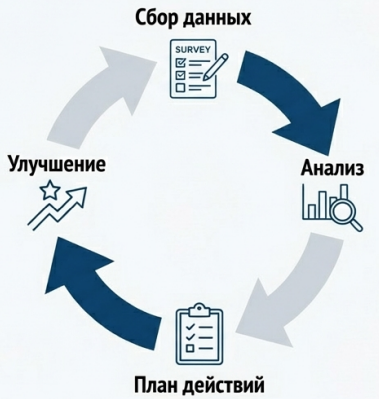 Сбор данных
SURVEY
Анализ
План действий
Улучшение